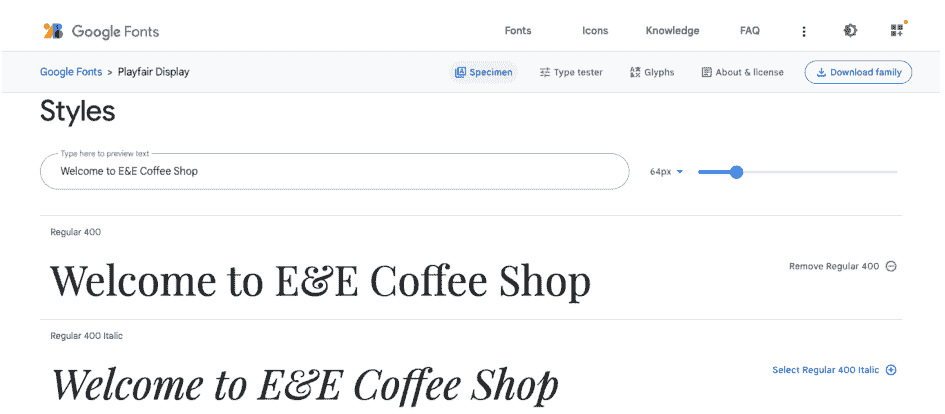 Google Fonts Fonts Icons Knowledge FAQ
Google Fonts > Playfair Display Specimen Type tester Glyphs About & license Download family
Styles
Type here to preview text
Welcome to E&E Coffee Shop 64px
Regular 400
Welcome to E&E Coffee Shop Remove Regular 400
Regular 400 Italic
Welcome to E&E Coffee Shop Select Regular 400 Italic